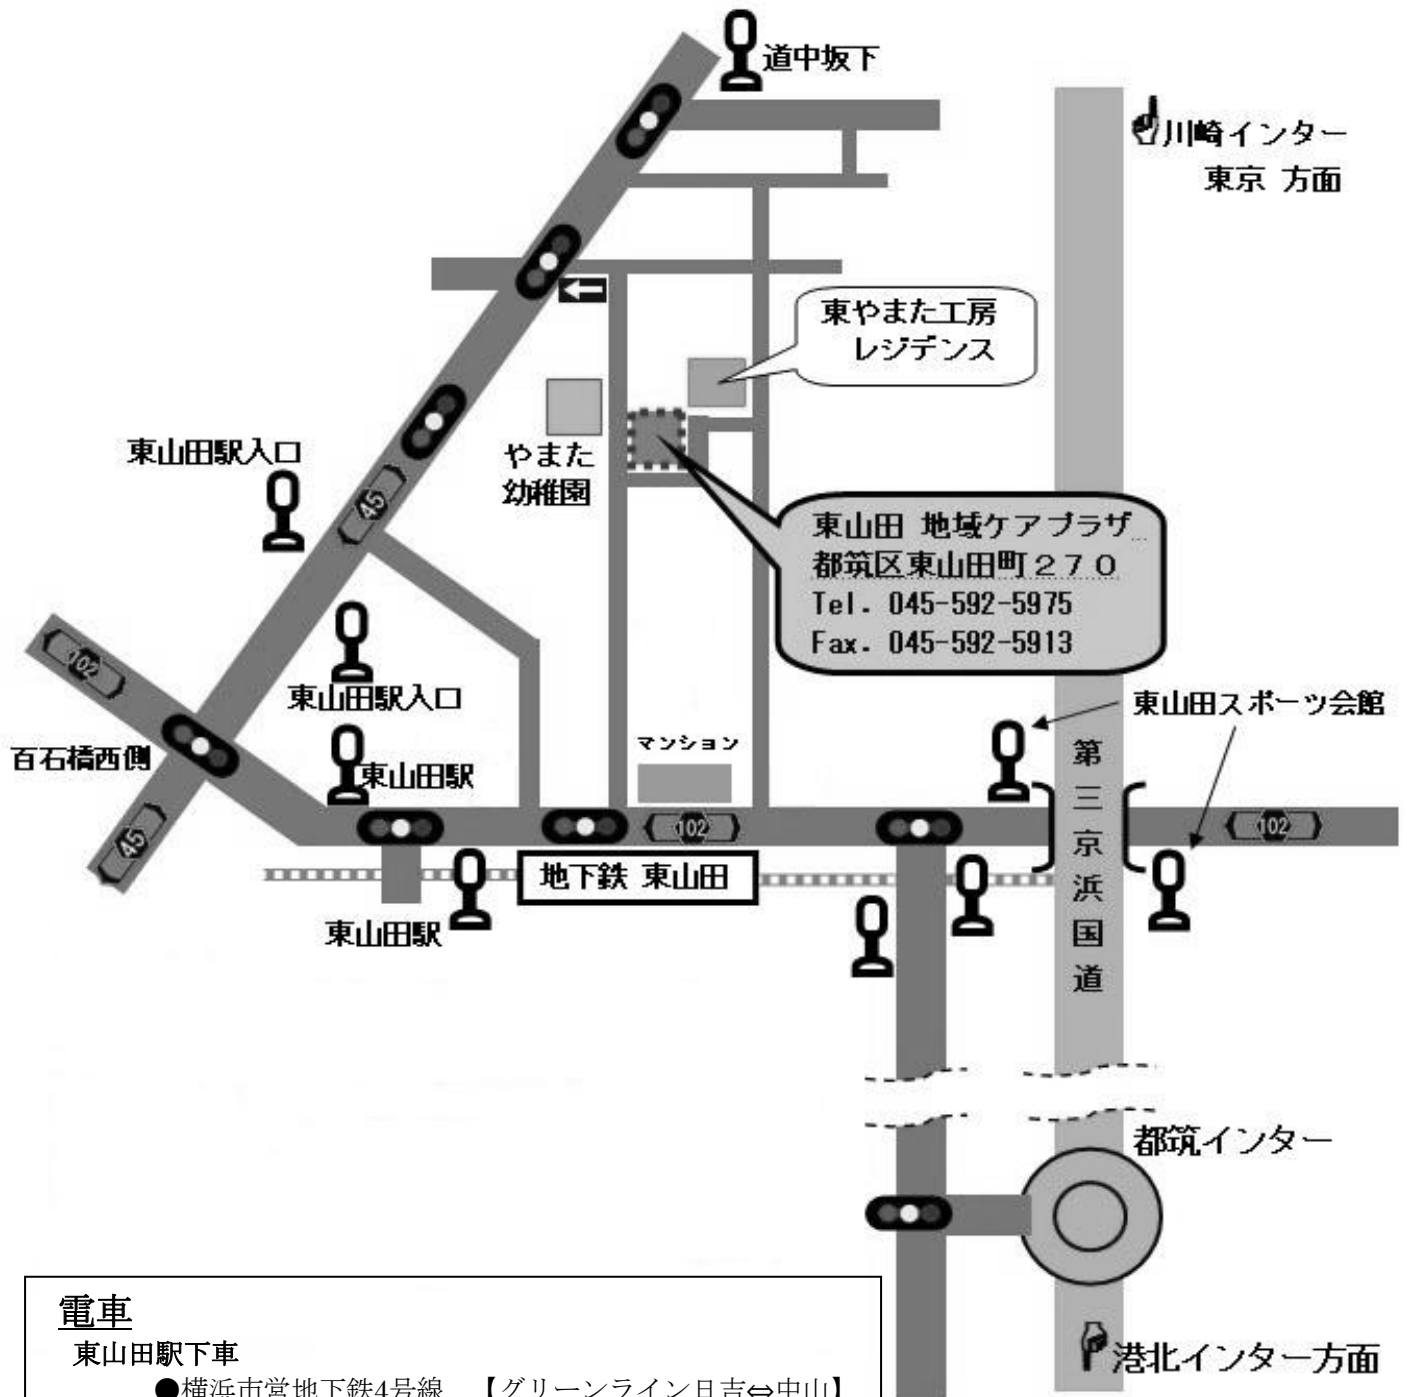 道中坂下
川崎インター
東京 方面
東やまた工房
レジデンス
東山田駅入口
やまた
幼稚園
45
東山田 地域ケアプラザ
都筑区東山田町270
Tel. 045-592-5975
Fax. 045-592-5913
102
東山田駅入口
東山田スポーツ会館
百石橋西側
東山田駅
マンション
第三京浜国道
45
102
102
地下鉄 東山田
東山田駅
都筑インター
港北インター方面
電車
東山田駅下車
●横浜市営地下鉄4号線 【グリーンライン日吉⇔中山】